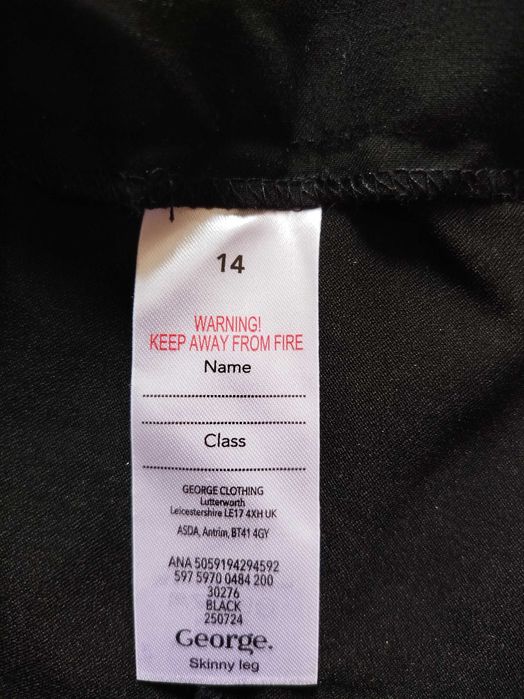 14
WARNING!
KEEP AWAY FROM FIRE
Name
Class
GEORGE CLOTHING
Lutterworth
Leicestershire LE17 4XH UK
ASDA, Antrim, BT41 4GY
ANA 5059194294592
597 5970 0484 200
30276
BLACK
250724
George.
Skinny leg